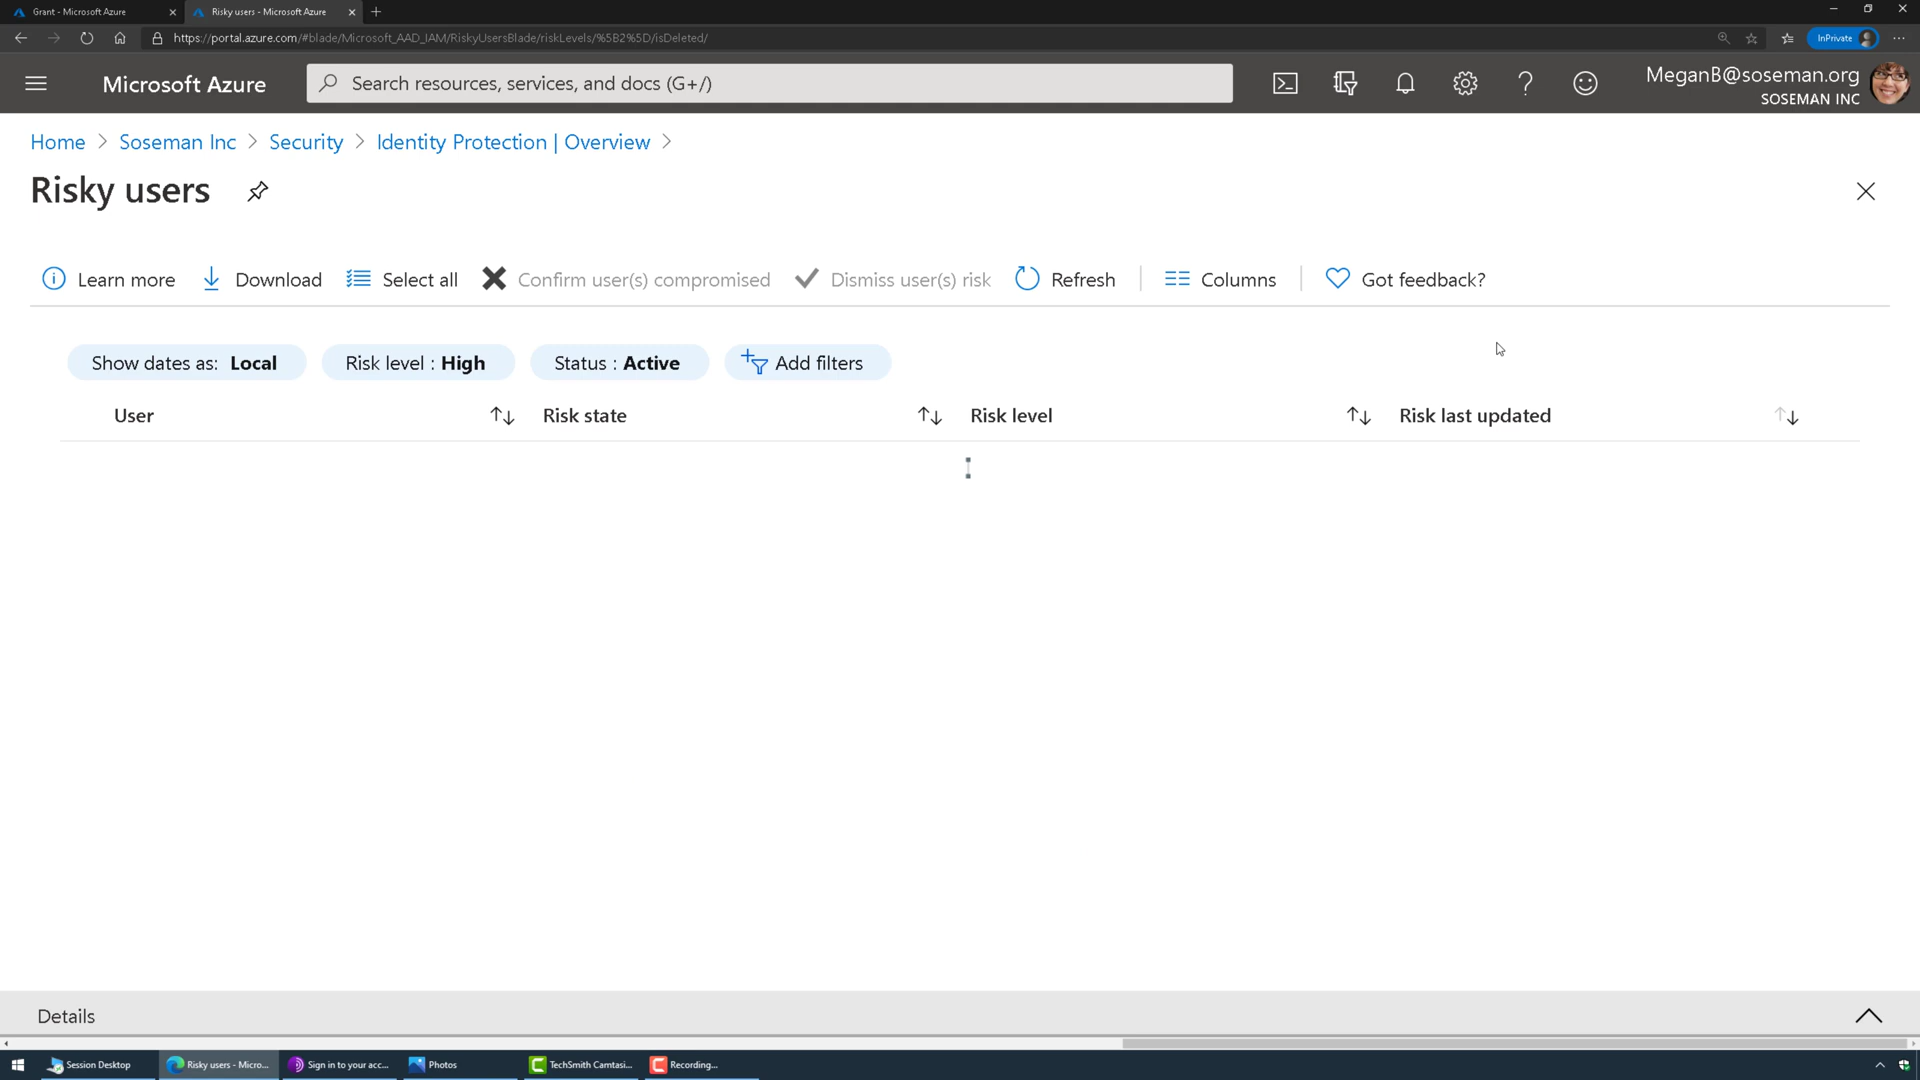 Grant - Microsoft Azure
Risky users - Microsoft Azure
https://portal.azure.com/#blade/Microsoft_AAD_IAM/RiskyUsersBlade/riskLevels/%5B2%5D/isDeleted/
InPrivate
Microsoft Azure
Search resources, services, and docs (G+/)
MeganB@soseman.org
SOSEMAN INC
Home > Soseman Inc > Security > Identity Protection | Overview >
Risky users
Learn more
Download
Select all
Confirm user(s) compromised
Dismiss user(s) risk
Refresh
Columns
Got feedback?
Show dates as: Local
Risk level : High
Status : Active
Add filters
User
Risk state
Risk level
Risk last updated
Details
Session Desktop
Risky users - Micro...
Sign in to your acc...
Photos
TechSmith Camtasi...
Recording...